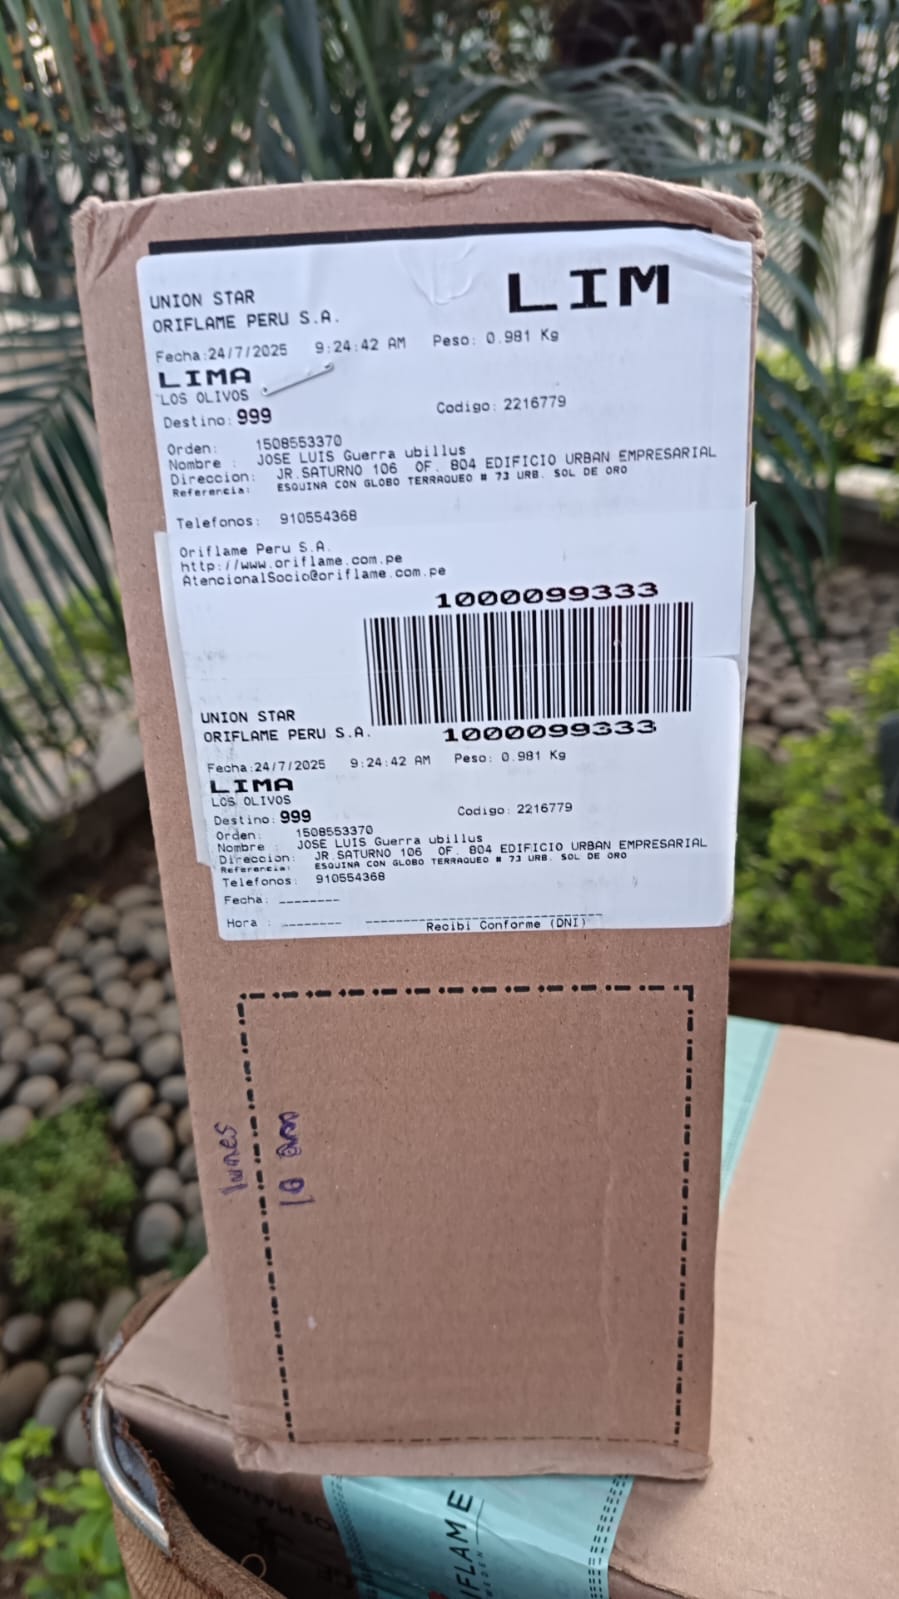 UNION STAR
LIM
ORIFLAME PERU S.A.
Fecha:24/7/2025 9:24:42 AM Peso: 0.981 Kg
LIMA
LOS OLIVOS
Destino: 999 Codigo: 2216779
Orden: 1508553370
Nombre : JOSE LUIS Guerra ubillus
Direccion: JR.SATURNO 106 OF. 804 EDIFICIO URBAN EMPRESARIAL
Referencia: ESQUINA CON GLOBO TERRAQUEO # 73 URB. SOL DE ORO
Telefonos: 910554368
Oriflame Peru S.A.
http://www.oriflame.com.pe
AtencionalSocio@oriflame.com.pe
1000099333
1000099333
UNION STAR
ORIFLAME PERU S.A.
Fecha:24/7/2025 9:24:42 AM Peso: 0.981 Kg
LIMA
LOS OLIVOS
Destino: 999 Codigo: 2216779
Orden: 1508553370
Nombre : JOSE LUIS Guerra ubillus
Direccion: JR.SATURNO 106 OF. 804 EDIFICIO URBAN EMPRESARIAL
Referencia: ESQUINA CON GLOBO TERRAQUEO # 73 URB. SOL DE ORO
Telefonos: 910554368
Fecha: --------
Hora : --------
Recibi Conforme (DNI)
lunes
10 am
IFLAME